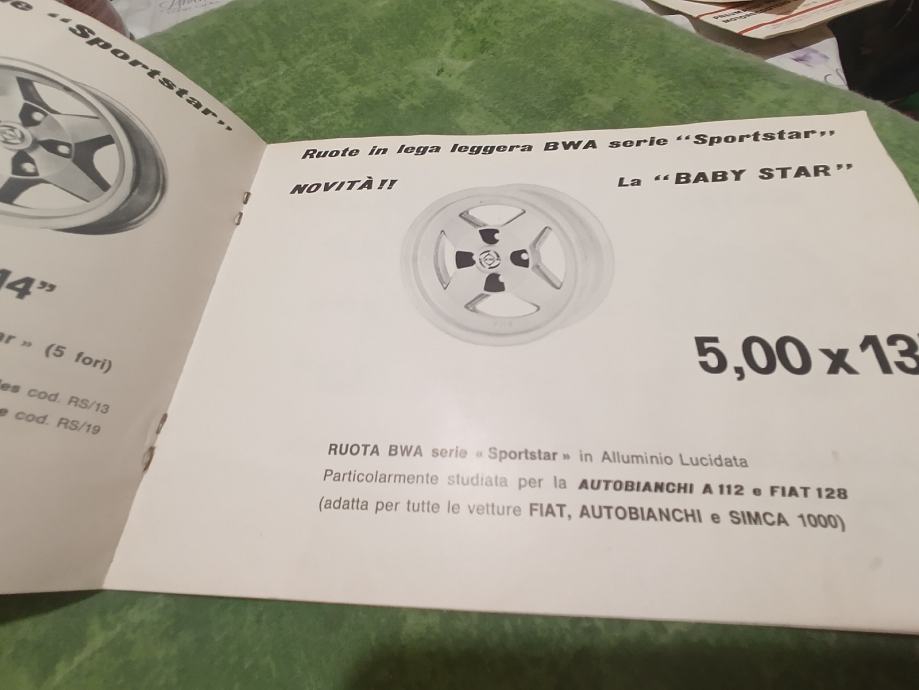 "Sportstar"
14"
» (5 fori)
cod. RS/13
cod. RS/19
Ruote in lega leggera BWA serie "Sportstar"
NOVITÀ!!
La "BABY STAR"
5,00 x 13
RUOTA BWA serie « Sportstar » in Alluminio Lucidata
Particolarmente studiata per la AUTOBIANCHI A 112 e FIAT 128
(adatta per tutte le vetture FIAT, AUTOBIANCHI e SIMCA 1000)